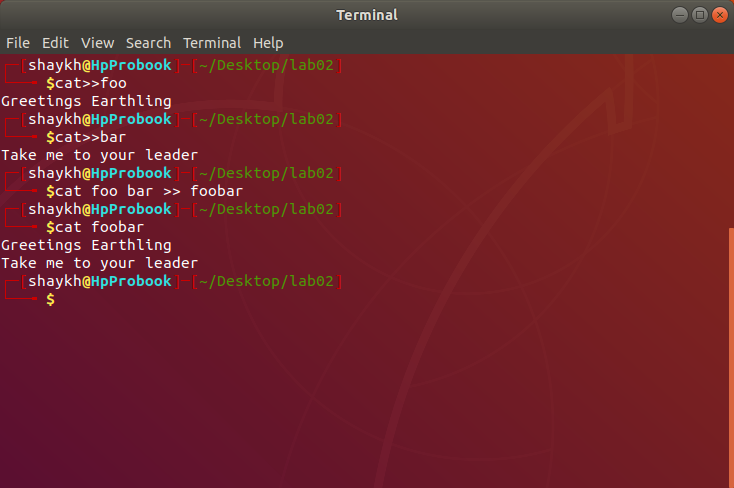 Terminal
File Edit View Search Terminal Help
┌─[shaykh@HpProbook]─[~/Desktop/lab02]
└──── $cat>>foo
Greetings Earthling
┌─[shaykh@HpProbook]─[~/Desktop/lab02]
└──── $cat>>bar
Take me to your leader
┌─[shaykh@HpProbook]─[~/Desktop/lab02]
└──── $cat foo bar >> foobar
┌─[shaykh@HpProbook]─[~/Desktop/lab02]
└──── $cat foobar
Greetings Earthling
Take me to your leader
┌─[shaykh@HpProbook]─[~/Desktop/lab02]
└──── $